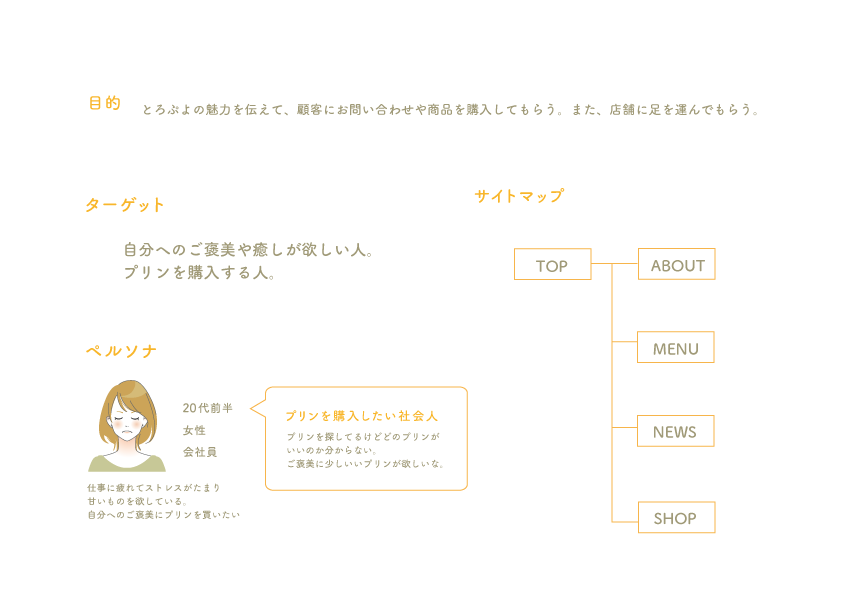 目的
とろぷよの魅力を伝えて、顧客にお問い合わせや商品を購入してもらう。また、店舗に足を運んでもらう。
ターゲット
自分へのご褒美や癒しが欲しい人。
プリンを購入する人。
ペルソナ
20代前半
女性
会社員
仕事に疲れてストレスがたまり
甘いものを欲している。
自分へのご褒美にプリンを買いたい
プリンを購入したい社会人
プリンを探してるけどどのプリンが
いいのか分からない。
ご褒美に少しいいプリンが欲しいな。
サイトマップ
TOP
ABOUT
MENU
NEWS
SHOP